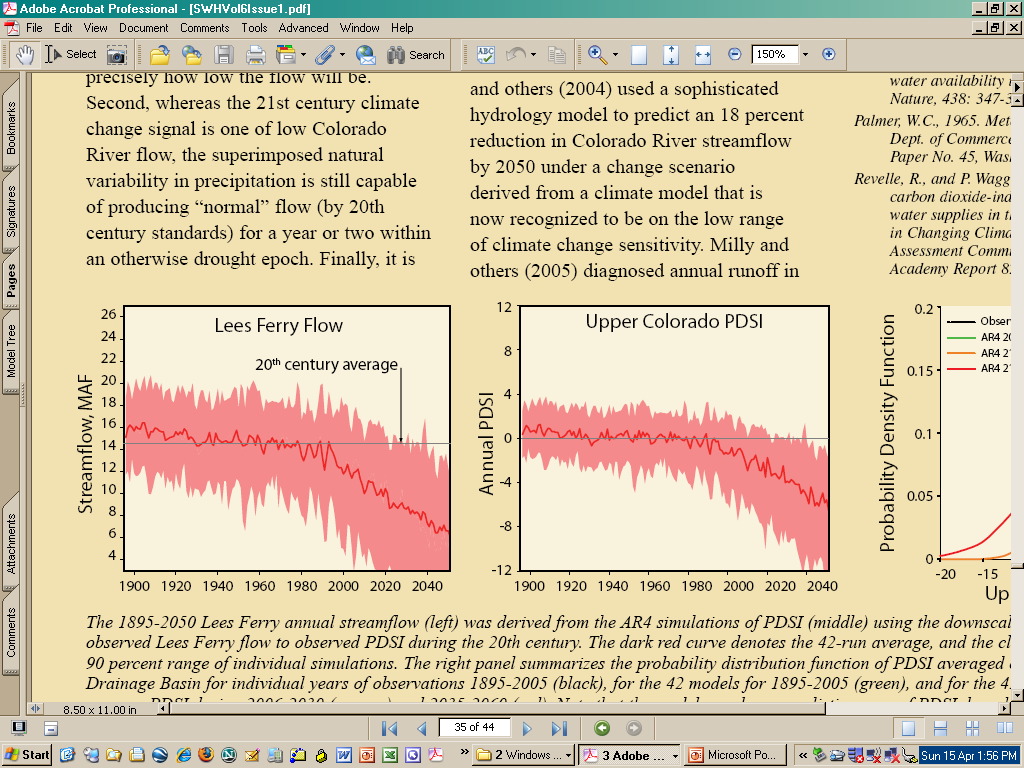 Adobe Acrobat Professional - [SWHVol6Issue1.pdf]
File Edit View Document Comments Tools Advanced Window Help
Select
Search
150%
Bookmarks
Signatures
Pages
Model Tree
Attachments
Comments
precisely how low the flow will be.
Second, whereas the 21st century climate
change signal is one of low Colorado
River flow, the superimposed natural
variability in precipitation is still capable
of producing “normal” flow (by 20th
century standards) for a year or two within
an otherwise drought epoch. Finally, it is
and others (2004) used a sophisticated
hydrology model to predict an 18 percent
reduction in Colorado River streamflow
by 2050 under a change scenario
derived from a climate model that is
now recognized to be on the low range
of climate change sensitivity. Milly and
others (2005) diagnosed annual runoff in
water availability i
Nature, 438: 347-3
Palmer, W.C., 1965. Met
Dept. of Commerc
Paper No. 45, Was
Revelle, R., and P. Wagg
carbon dioxide-ind
water supplies in t
in Changing Clima
Assessment Comm
Academy Report 8
Lees Ferry Flow
20th century average
Streamflow, MAF
26
24
22
20
18
16
14
12
10
8
6
4
1900 1920 1940 1960 1980 2000 2020 2040
Upper Colorado PDSI
Annual PDSI
12
8
4
0
-4
-8
-12
1900 1920 1940 1960 1980 2000 2020 2040
Probability Density Function
0.2
0.15
0.1
0.05
0
-20 -15
Up
Obser
AR4 20
AR4 2
AR4 2
The 1895-2050 Lees Ferry annual streamflow (left) was derived from the AR4 simulations of PDSI (middle) using the downscal
observed Lees Ferry flow to observed PDSI during the 20th century. The dark red curve denotes the 42-run average, and the cl
90 percent range of individual simulations. The right panel summarizes the probability distribution function of PDSI averaged
Drainage Basin for individual years of observations 1895-2005 (black), for the 42 models for 1895-2005 (green), and for the 4
8.50 x 11.00 in
35 of 44
Start
2 Windows ...
3 Adobe ...
Microsoft Po...
Sun 15 Apr 1:56 PM